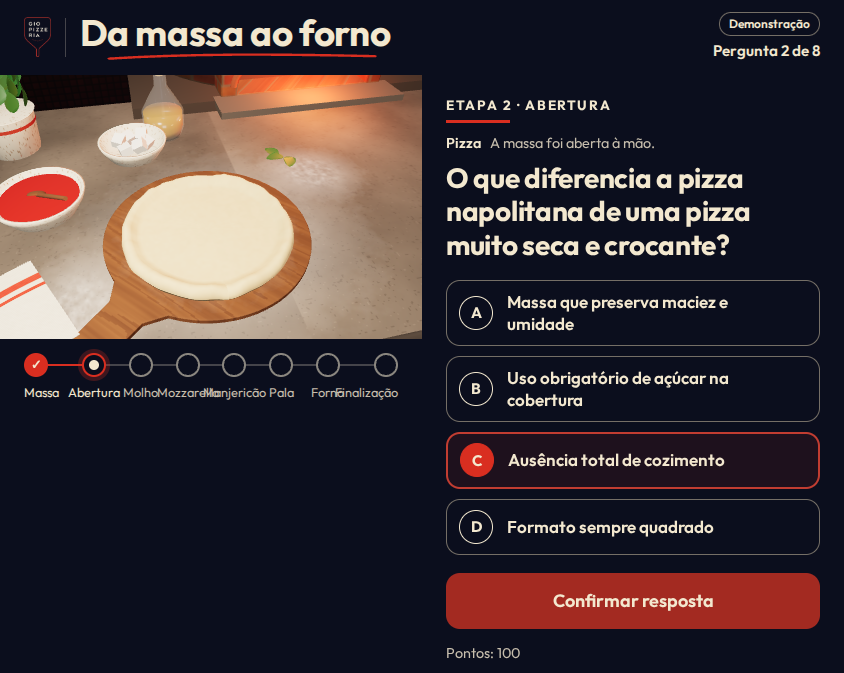 GIO
PIZZE
RIA
Da massa ao forno
Demonstração
Pergunta 2 de 8
ETAPA 2 · ABERTURA
Pizza A massa foi aberta à mão.
O que diferencia a pizza
napolitana de uma pizza
muito seca e crocante?
A
Massa que preserva maciez e
umidade
B
Uso obrigatório de açúcar na
cobertura
C
Ausência total de cozimento
D
Formato sempre quadrado
Confirmar resposta
Pontos: 100
Massa Abertura Molho Mozzarella Manjericão Pala Forno Finalização